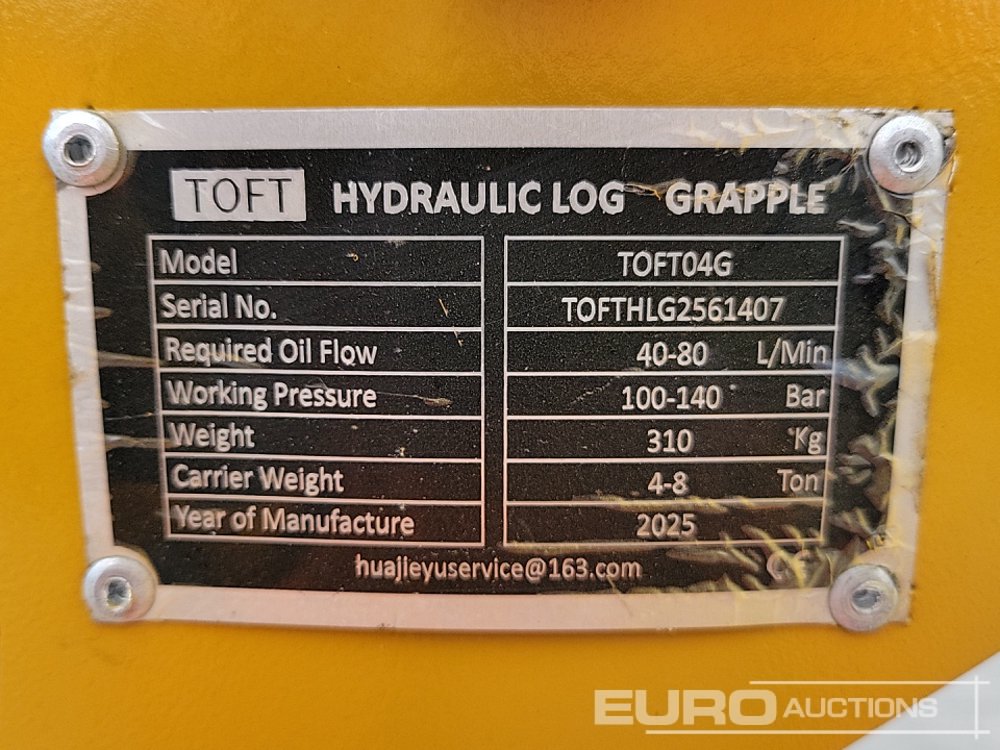 TOFT HYDRAULIC LOG GRAPPLE
Model TOFT04G
Serial No. TOFTHLG2561407
Required Oil Flow 40-80 L/Min
Working Pressure 100-140 Bar
Weight 310 Kg
Carrier Weight 4-8 Ton
Year of Manufacture 2025
huajieyuservice@163.com
CE
EURO AUCTIONS